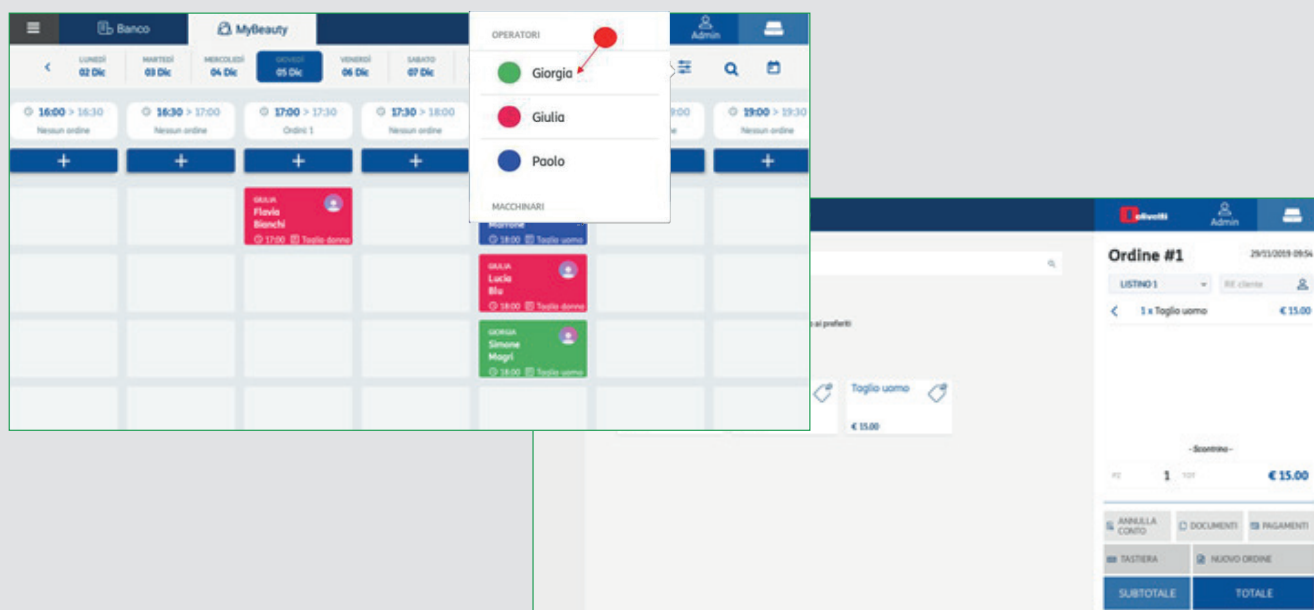 Banco
MyBeauty
Admin
LUNEDÌ
02 Dic
MARTEDÌ
03 Dic
MERCOLEDÌ
04 Dic
GIOVEDÌ
05 Dic
VENERDÌ
06 Dic
SABATO
07 Dic
16:00 > 16:30
Nessun ordine
16:30 > 17:00
Nessun ordine
17:00 > 17:30
Ordini: 1
17:30 > 18:00
Nessun ordine
19:00 > 19:30
Nessun ordine
+
+
+
+
+
OPERATORI
Giorgia
Giulia
Paolo
MACCHINARI
GIULIA
Flavia
Bianchi
17:00 Taglio donna
Marrone
18:00 Taglio uomo
GIULIA
Lucia
Blu
18:00 Taglio donna
GIORGIA
Simone
Magri
18:00 Taglio uomo
olivetti
Admin
ai preferiti
Taglio uomo
€ 15.00
Ordine #1
29/11/2019 09:54
LISTINO 1
Rif. cliente
1 x Taglio uomo
€ 15.00
- Scontrino -
PZ 1 TOT € 15.00
ANNULLA
CONTO
DOCUMENTI
PAGAMENTI
TASTIERA
NUOVO ORDINE
SUBTOTALE
TOTALE